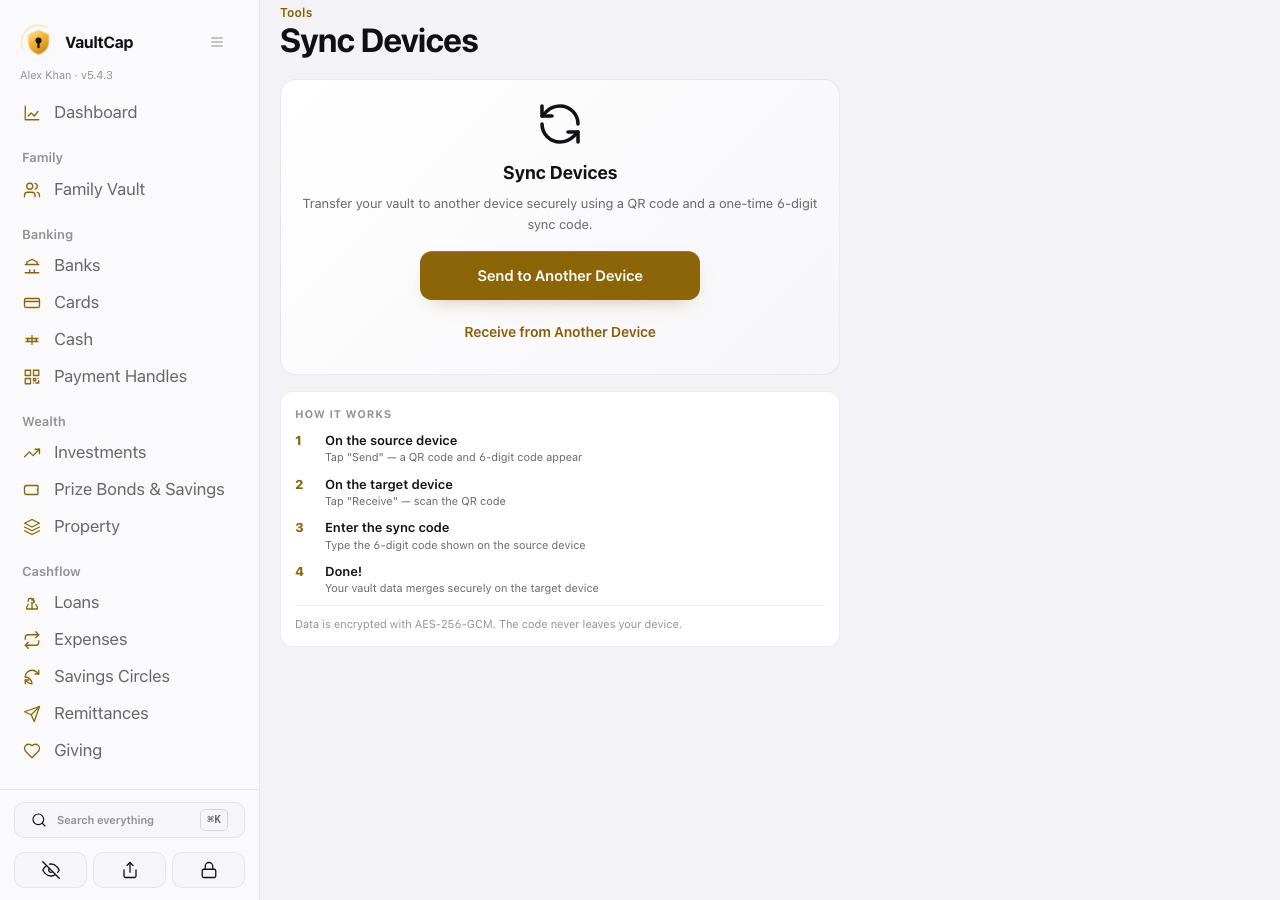 VaultCap
Alex Khan · v5.4.3
Dashboard
Family
Family Vault
Banking
Banks
Cards
Cash
Payment Handles
Wealth
Investments
Prize Bonds & Savings
Property
Cashflow
Loans
Expenses
Savings Circles
Remittances
Giving
Search everything
⌘K
Tools
Sync Devices
Sync Devices
Transfer your vault to another device securely using a QR code and a one-time 6-digit
sync code.
Send to Another Device
Receive from Another Device
HOW IT WORKS
1
On the source device
Tap "Send" — a QR code and 6-digit code appear
2
On the target device
Tap "Receive" — scan the QR code
3
Enter the sync code
Type the 6-digit code shown on the source device
4
Done!
Your vault data merges securely on the target device
Data is encrypted with AES-256-GCM. The code never leaves your device.